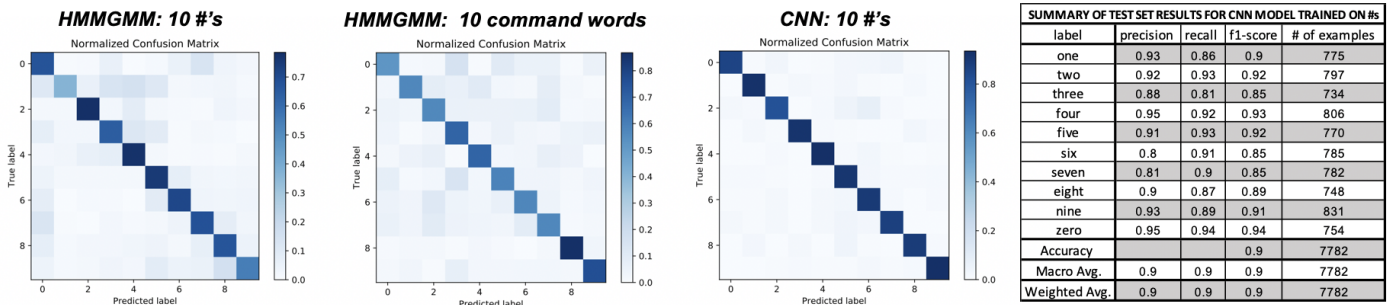 HMMGMM: 10 #'s
Normalized Confusion Matrix
True label
0
2
4
6
8
0 2 4 6 8
Predicted label
0.7
0.6
0.5
0.4
0.3
0.2
0.1
0.0
HMMGMM: 10 command words
Normalized Confusion Matrix
True label
0
2
4
6
8
0 2 4 6 8
Predicted label
0.8
0.7
0.6
0.5
0.4
0.3
0.2
0.1
0.0
CNN: 10 #'s
Normalized Confusion Matrix
True label
0
2
4
6
8
0 2 4 6 8
Predicted label
0.8
0.6
0.4
0.2
0.0
SUMMARY OF TEST SET RESULTS FOR CNN MODEL TRAINED ON #s
label precision recall f1-score # of examples
one 0.93 0.86 0.9 775
two 0.92 0.93 0.92 797
three 0.88 0.81 0.85 734
four 0.95 0.92 0.93 806
five 0.91 0.93 0.92 770
six 0.8 0.91 0.85 785
seven 0.81 0.9 0.85 782
eight 0.9 0.87 0.89 748
nine 0.93 0.89 0.91 831
zero 0.95 0.94 0.94 754
Accuracy 0.9 7782
Macro Avg. 0.9 0.9 0.9 7782
Weighted Avg. 0.9 0.9 0.9 7782